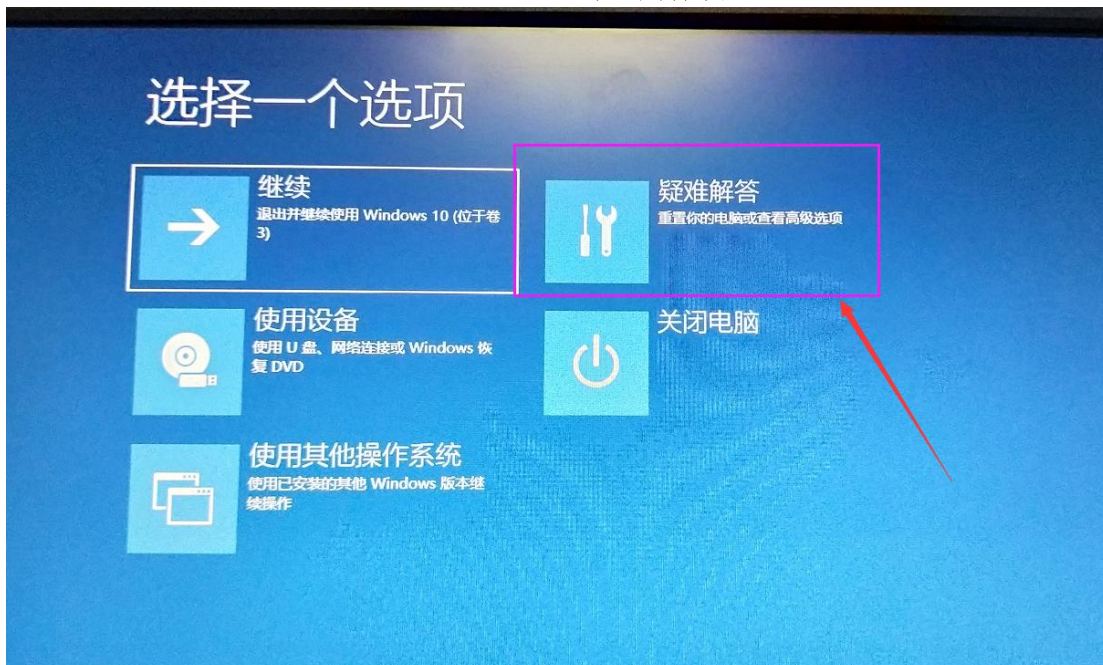 选择一个选项
继续
退出并继续使用 Windows 10 (位于卷
3)
疑难解答
重置你的电脑或查看高级选项
使用设备
使用 U 盘、网络连接或 Windows 恢
复 DVD
关闭电脑
使用其他操作系统
使用已安装的其他 Windows 版本继
续操作